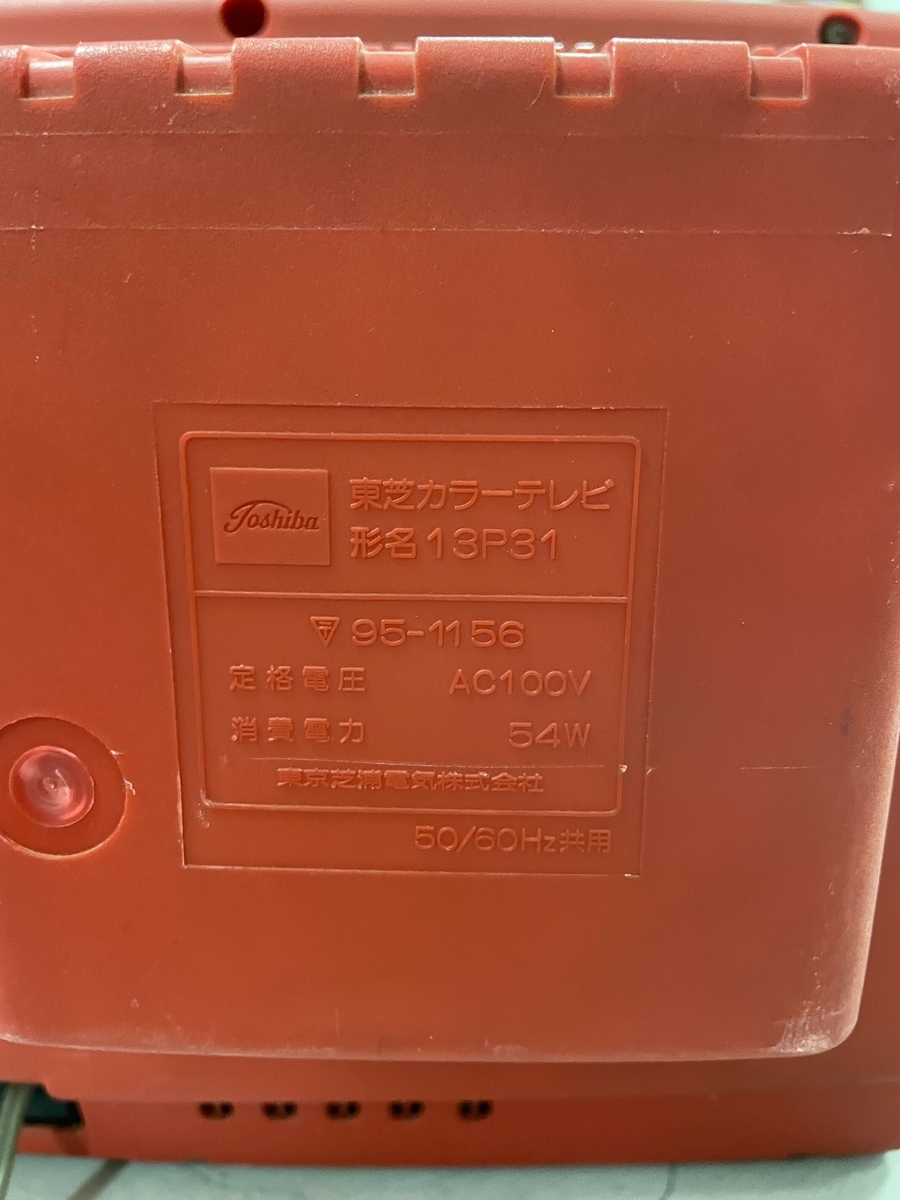 Toshiba
東芝カラーテレビ
形名13P31
95-1156
定格電圧 AC100V
消費電力 54W
東京芝浦電気株式会社
50/60Hz共用